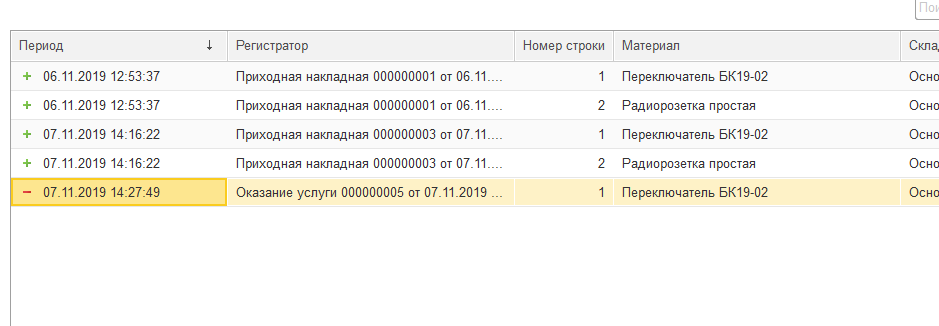 Пои
Период ↓ Регистратор Номер строки Материал Скла
+ 06.11.2019 12:53:37 Приходная накладная 000000001 от 06.11.... 1 Переключатель БК19-02 Осно
+ 06.11.2019 12:53:37 Приходная накладная 000000001 от 06.11.... 2 Радиорозетка простая Осно
+ 07.11.2019 14:16:22 Приходная накладная 000000003 от 07.11.... 1 Переключатель БК19-02 Осно
+ 07.11.2019 14:16:22 Приходная накладная 000000003 от 07.11.... 2 Радиорозетка простая Осно
− 07.11.2019 14:27:49 Оказание услуги 000000005 от 07.11.2019 ... 1 Переключатель БК19-02 Осно